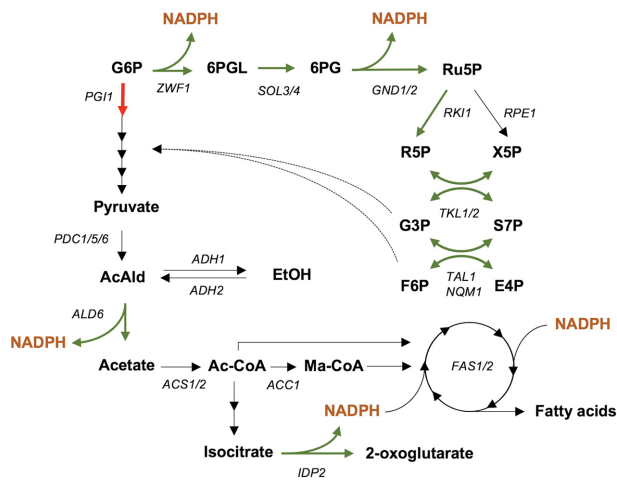 NADPH
NADPH
G6P
6PGL
6PG
Ru5P
ZWF1
SOL3/4
GND1/2
PGI1
RKI1
RPE1
R5P
X5P
Pyruvate
TKL1/2
G3P
S7P
PDC1/5/6
ADH1
AcAld
EtOH
ADH2
TAL1
NQM1
F6P
E4P
ALD6
NADPH
NADPH
Acetate
Ac-CoA
Ma-CoA
FAS1/2
ACS1/2
ACC1
NADPH
Fatty acids
Isocitrate
2-oxoglutarate
IDP2